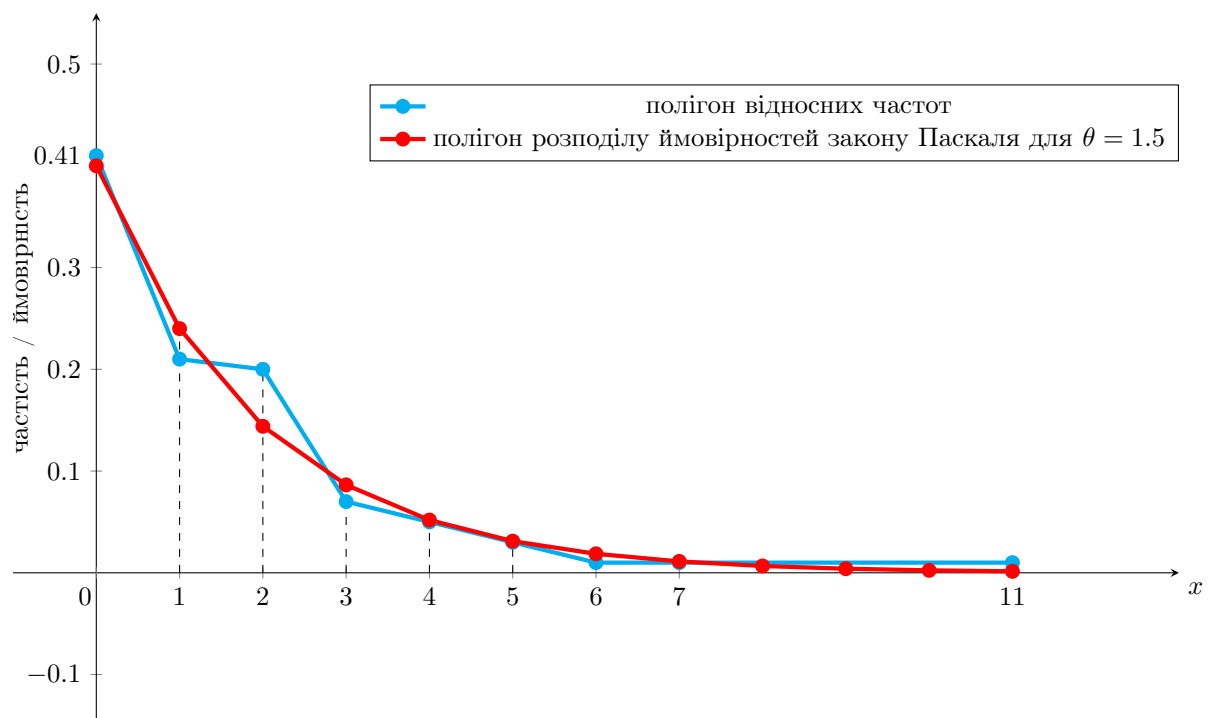 0.5
полігон відносних частот
полігон розподілу ймовірностей закону Паскаля для θ = 1.5
0.41
частість / ймовірність
0.3
0.2
0.1
0 1 2 3 4 5 6 7 11 x
−0.1